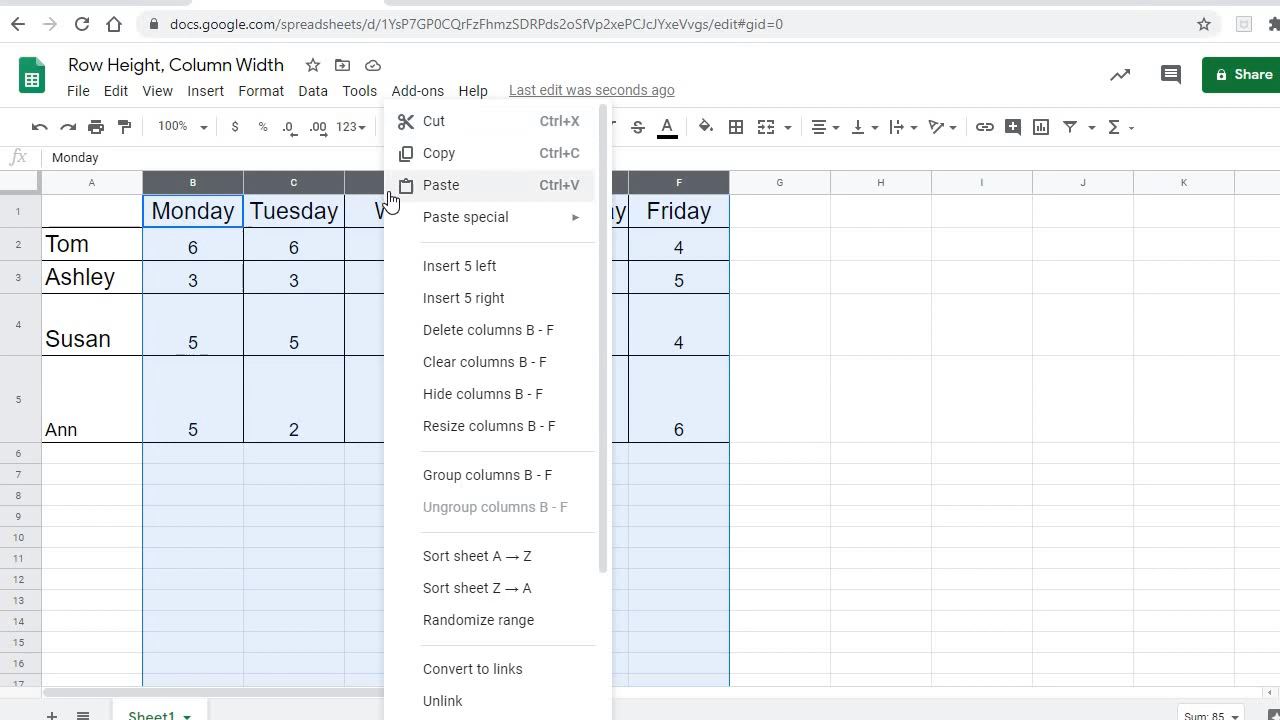 docs.google.com/spreadsheets/d/1YsP7GP0CQrFzFhmzSDRPds2oSfVp2xePCJcJYxeVvgs/edit#gid=0
Row Height, Column Width
Share
File Edit View Insert Format Data Tools Add-ons Help Last edit was seconds ago
100% $ % .0 .00 123
fx Monday
A B C F G H I J K
1 Monday Tuesday W ay Friday
2 Tom 6 6 4
3 Ashley 3 3 5
4 Susan 5 5 4
5 Ann 5 2 6
6
7
8
9
10
11
12
13
14
15
16
17
Cut Ctrl+X
Copy Ctrl+C
Paste Ctrl+V
Paste special
Insert 5 left
Insert 5 right
Delete columns B - F
Clear columns B - F
Hide columns B - F
Resize columns B - F
Group columns B - F
Ungroup columns B - F
Sort sheet A → Z
Sort sheet Z → A
Randomize range
Convert to links
Unlink
Sheet1
Sum: 85